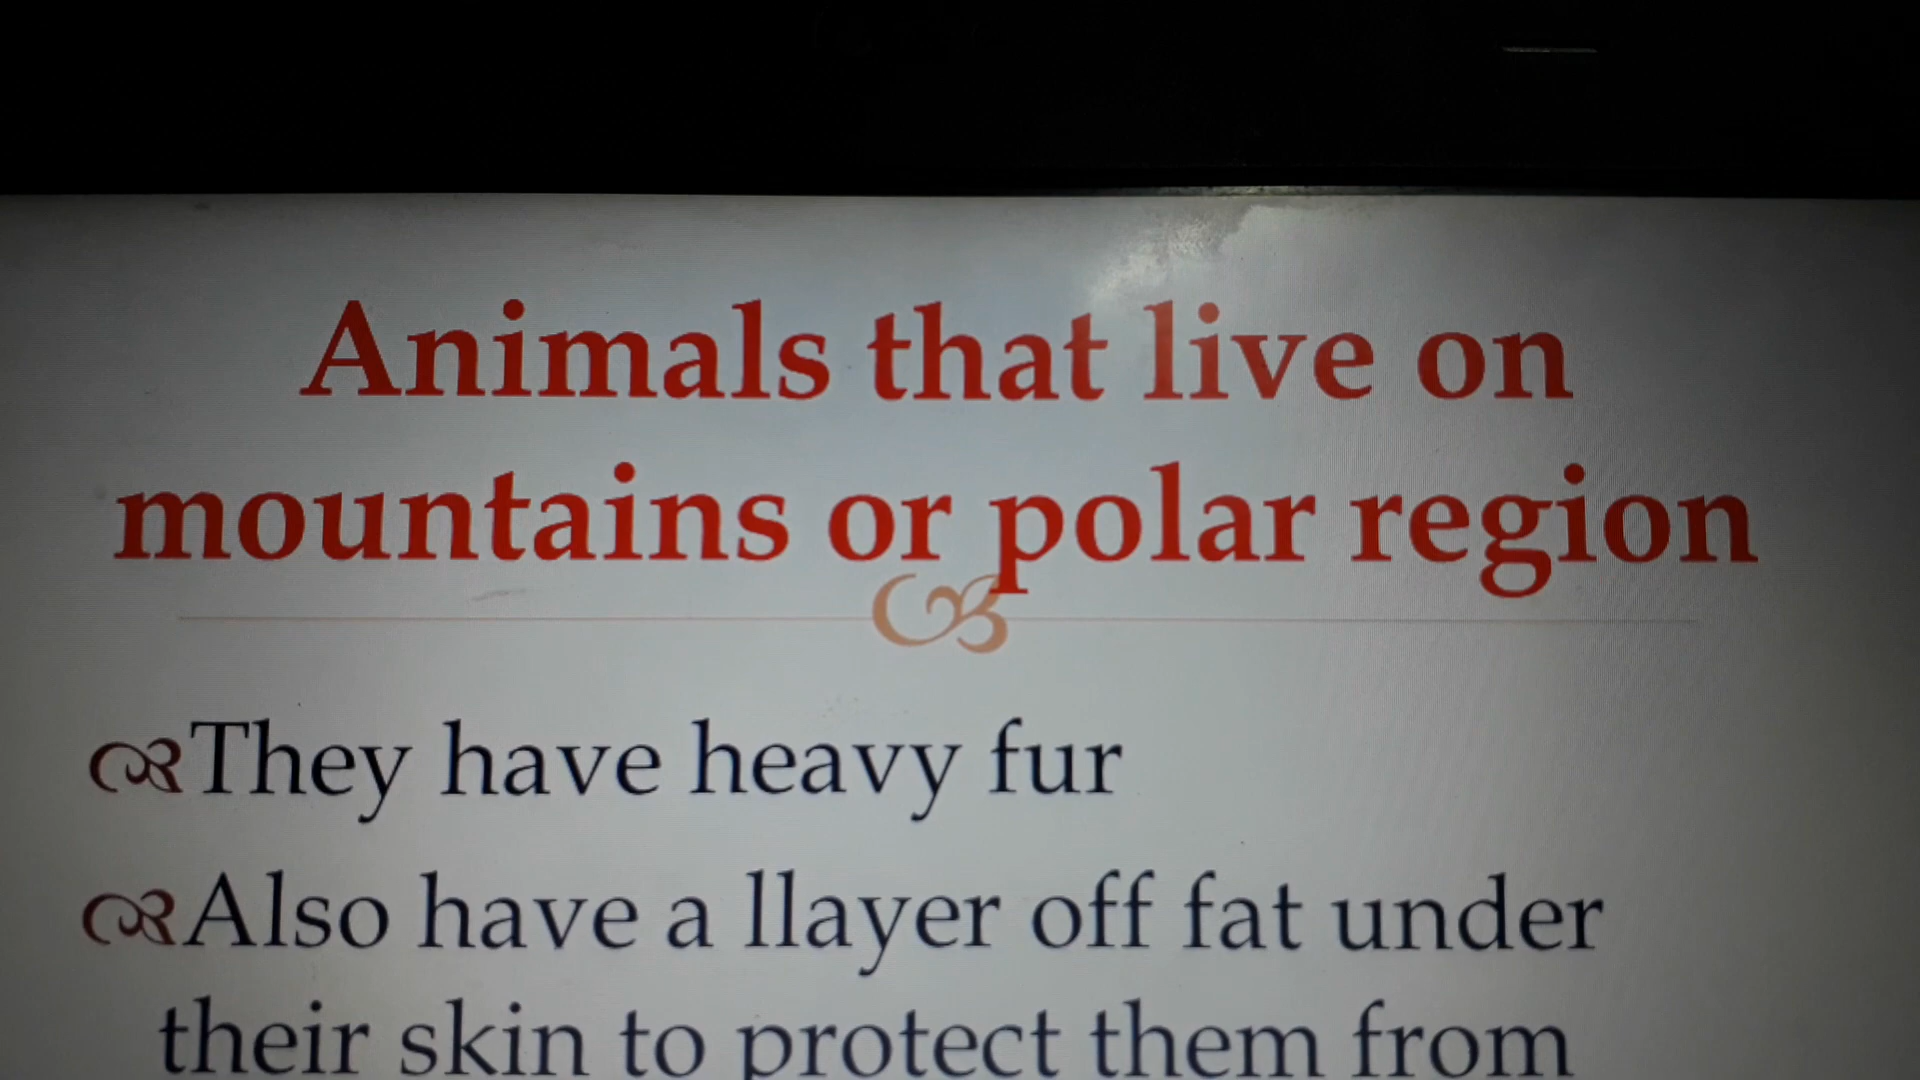 Animals that live on
mountains or polar region
They have heavy fur
Also have a llayer off fat under
their skin to protect them from